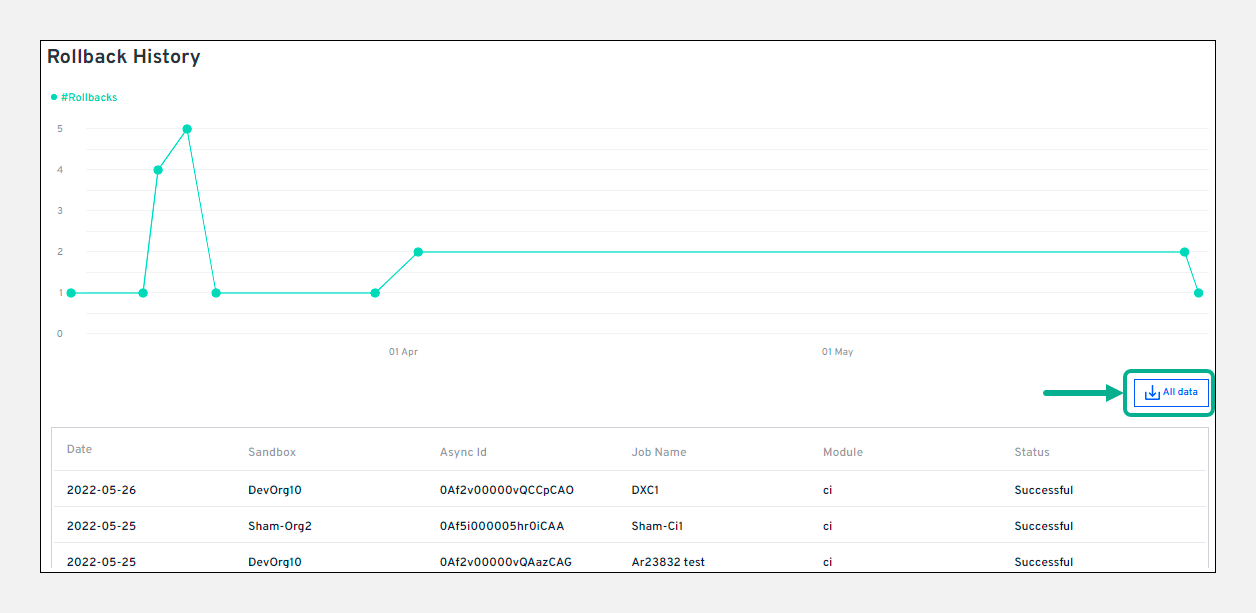 Rollback History
#Rollbacks
5
4
3
2
1
0
01 Apr
01 May
All data
Date Sandbox Async Id Job Name Module Status
2022-05-26 DevOrg10 0Af2v00000vQCCpCAO DXC1 ci Successful
2022-05-25 Sham-Org2 0Af5i000005hr0iCAA Sham-Ci1 ci Successful
2022-05-25 DevOrg10 0Af2v00000vQAazCAG Ar23832 test ci Successful